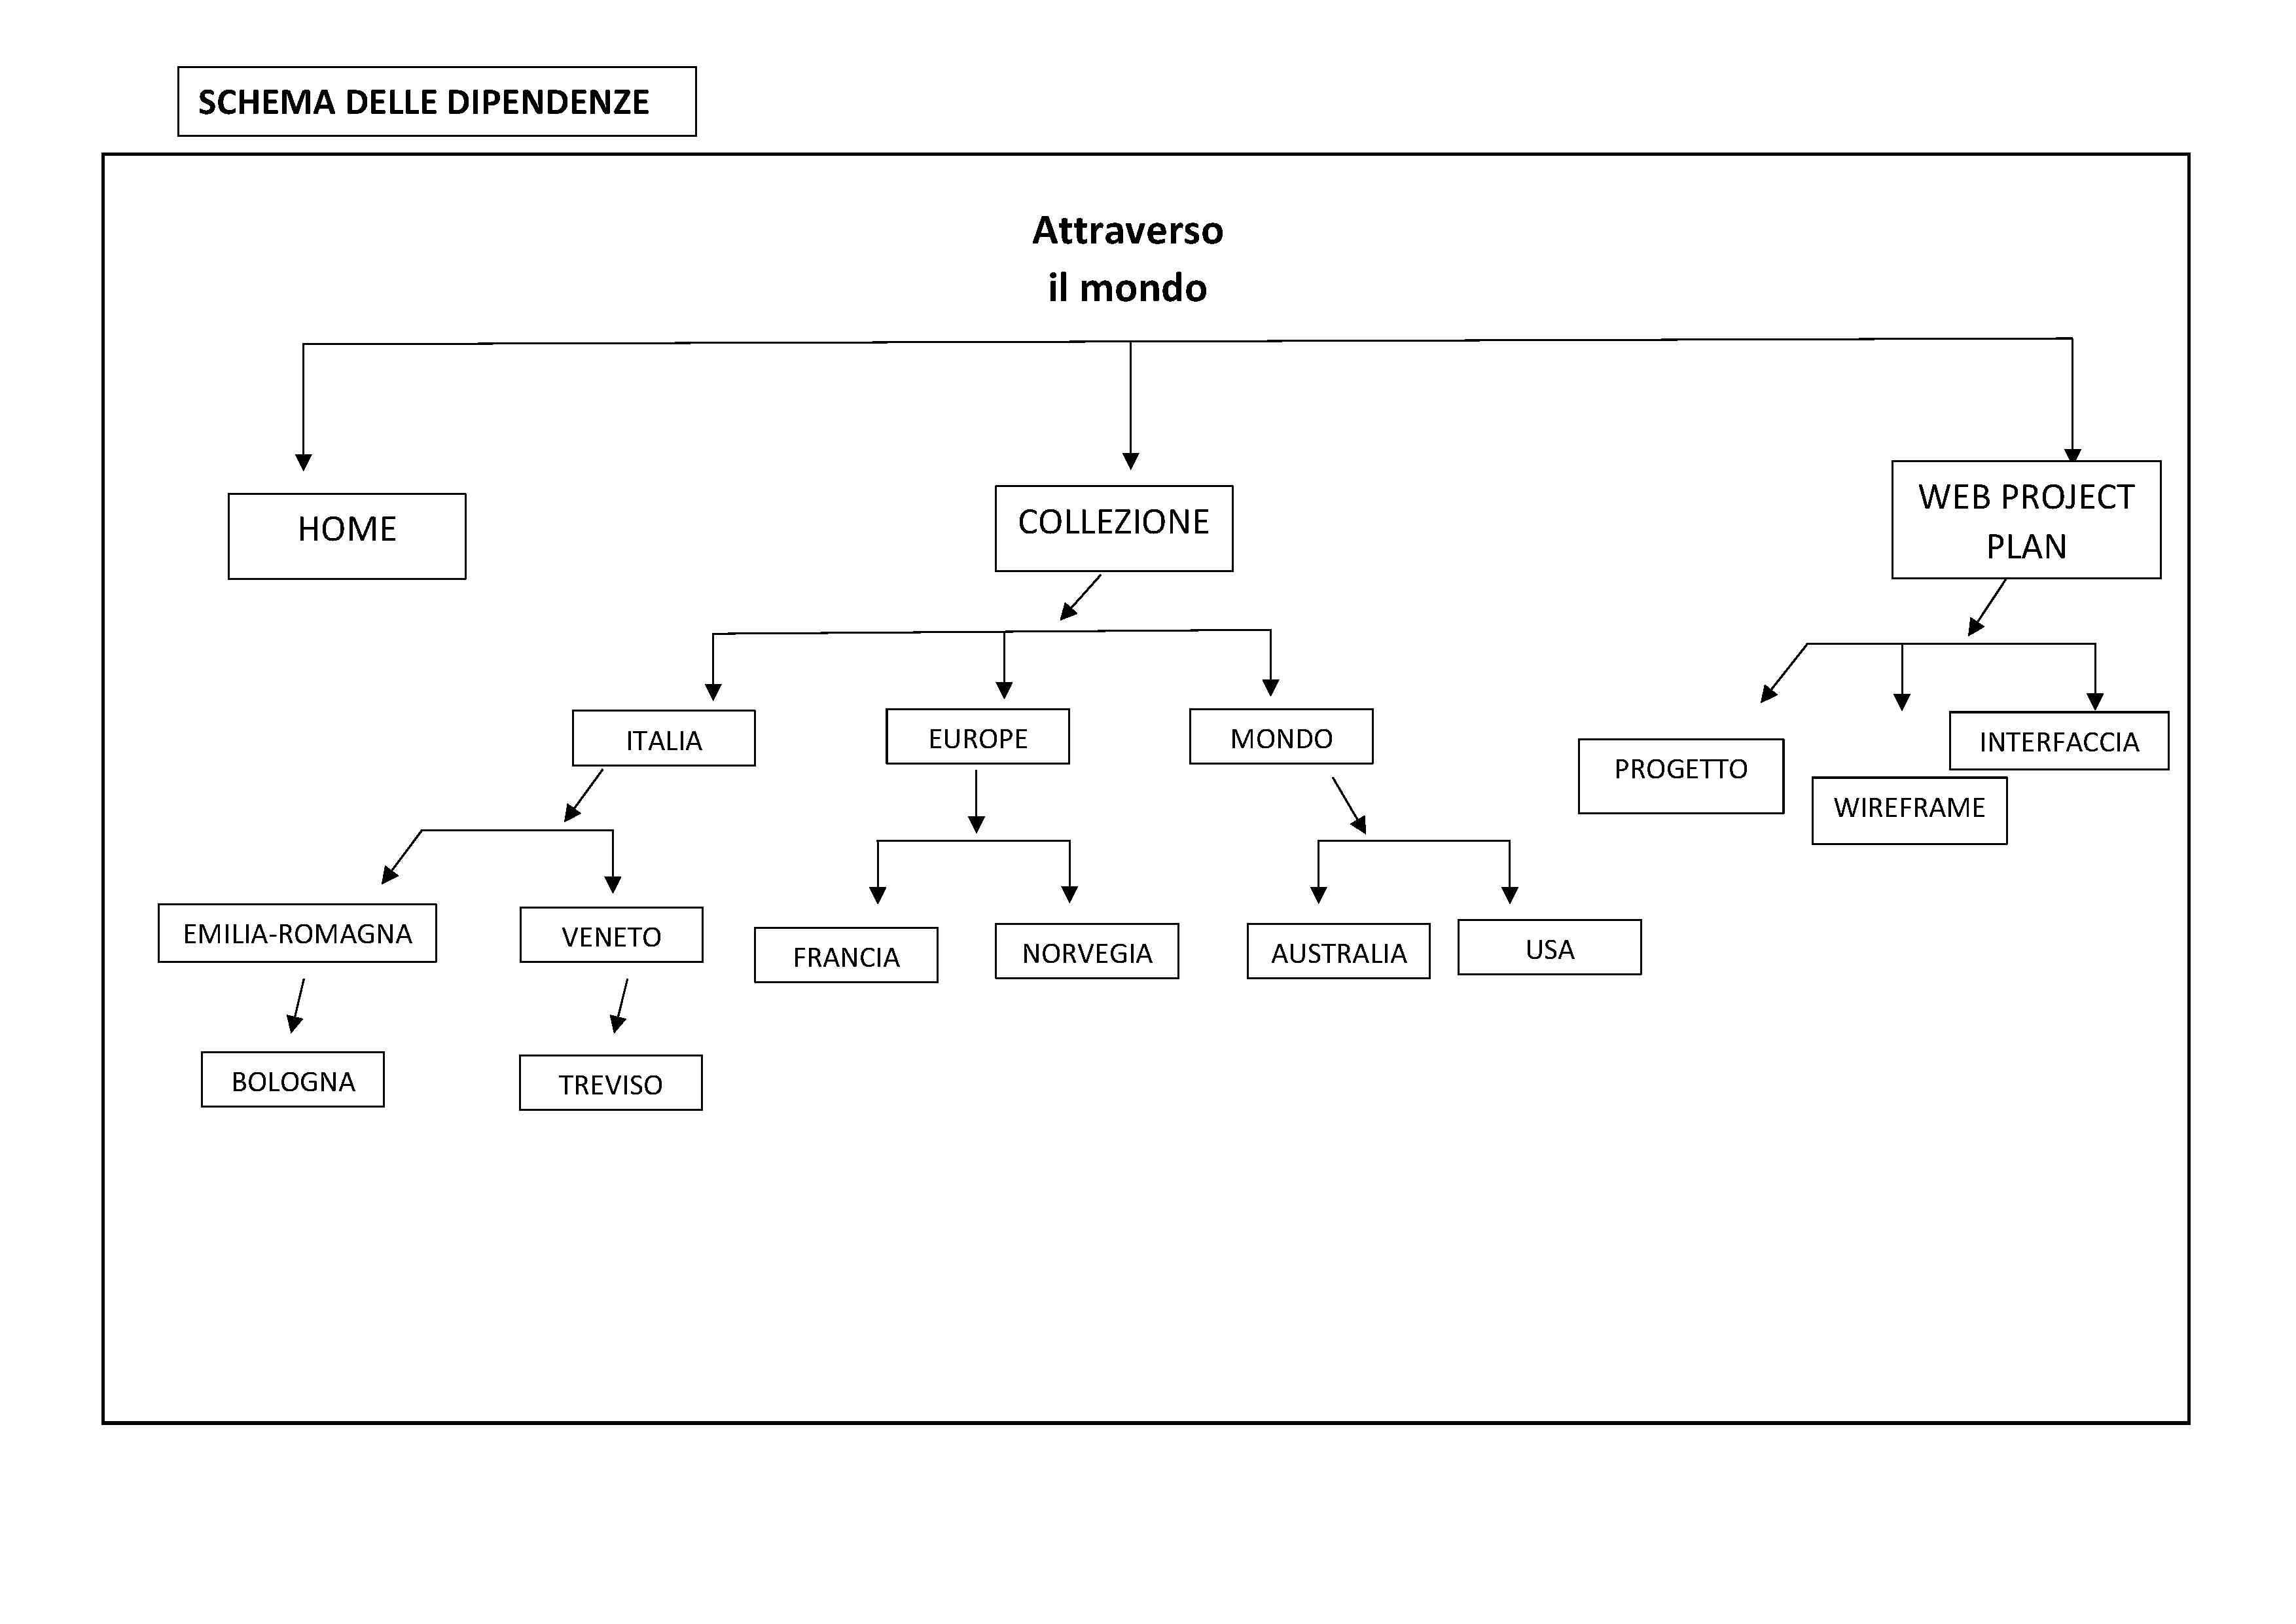 SCHEMA DELLE DIPENDENZE
Attraverso
il mondo
HOME
COLLEZIONE
WEB PROJECT
PLAN
ITALIA
EUROPE
MONDO
PROGETTO
WIREFRAME
INTERFACCIA
EMILIA-ROMAGNA
VENETO
FRANCIA
NORVEGIA
AUSTRALIA
USA
BOLOGNA
TREVISO